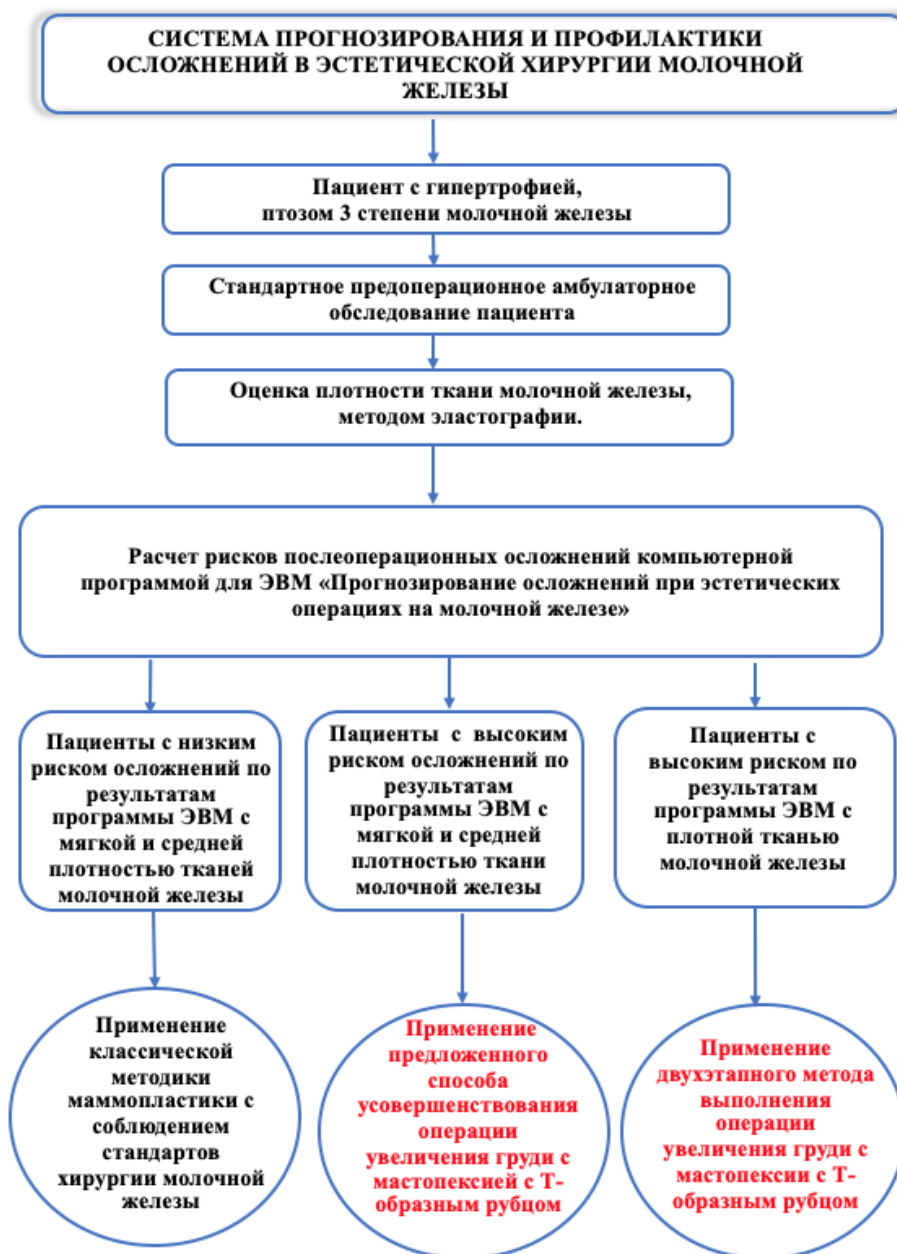 СИСТЕМА ПРОГНОЗИРОВАНИЯ И ПРОФИЛАКТИКИ
ОСЛОЖНЕНИЙ В ЭСТЕТИЧЕСКОЙ ХИРУРГИИ МОЛОЧНОЙ
ЖЕЛЕЗЫ
Пациент с гипертрофией,
птозом 3 степени молочной железы
Стандартное предоперационное амбулаторное
обследование пациента
Оценка плотности ткани молочной железы,
методом эластографии.
Расчет рисков послеоперационных осложнений компьютерной
программой для ЭВМ «Прогнозирование осложнений при эстетических
операциях на молочной железе»
Пациенты с низким
риском осложнений по
результатам
программы ЭВМ с
мягкой и средней
плотностью тканей
молочной железы
Пациенты с высоким
риском осложнений по
результатам
программы ЭВМ с
мягкой и средней
плотностью ткани
молочной железы
Пациенты с
высоким риском по
результатам
программы ЭВМ с
плотной тканью
молочной железы
Применение
классической
методики
маммопластики с
соблюдением
стандартов
хирургии молочной
железы
Применение
предложенного
способа
усовершенствования
операции
увеличения груди с
мастопексией с Т-
образным рубцом
Применение
двухэтапного метода
выполнения
операции
увеличения груди с
мастопексии с Т-
образным рубцом